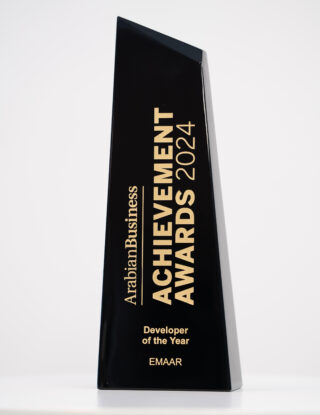 ArabianBusiness
ACHIEVEMENT
AWARDS 2024
Developer
of the Year
EMAAR